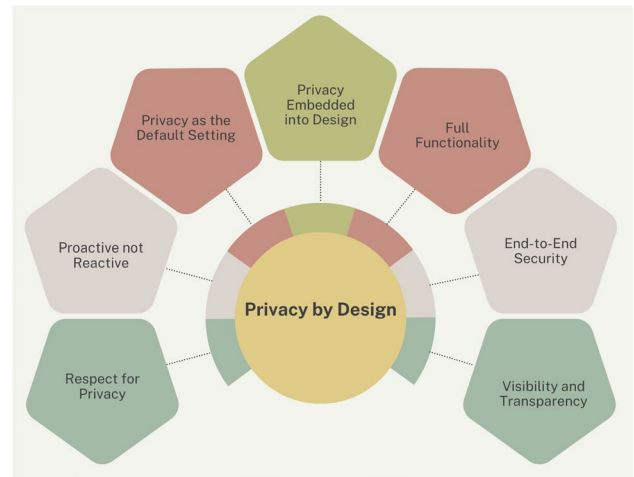 Privacy
Embedded
into Design
Privacy as the
Default Setting
Full
Functionality
Proactive not
Reactive
End-to-End
Security
Privacy by Design
Respect for
Privacy
Visibility and
Transparency